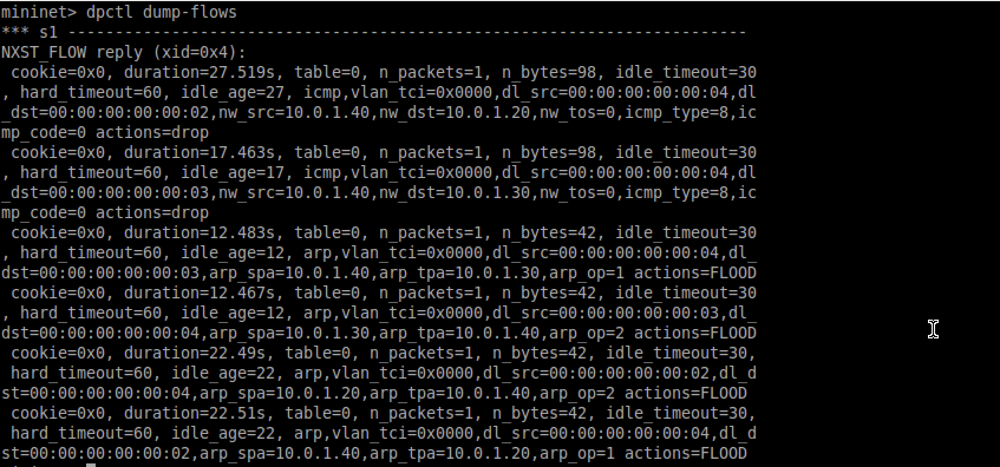 mininet> dpctl dump-flows
*** s1 ------------------------------------------------------------------------
NXST_FLOW reply (xid=0x4):
 cookie=0x0, duration=27.519s, table=0, n_packets=1, n_bytes=98, idle_timeout=30
, hard_timeout=60, idle_age=27, icmp,vlan_tci=0x0000,dl_src=00:00:00:00:00:04,dl
_dst=00:00:00:00:00:02,nw_src=10.0.1.40,nw_dst=10.0.1.20,nw_tos=0,icmp_type=8,ic
mp_code=0 actions=drop
 cookie=0x0, duration=17.463s, table=0, n_packets=1, n_bytes=98, idle_timeout=30
, hard_timeout=60, idle_age=17, icmp,vlan_tci=0x0000,dl_src=00:00:00:00:00:04,dl
_dst=00:00:00:00:00:03,nw_src=10.0.1.40,nw_dst=10.0.1.30,nw_tos=0,icmp_type=8,ic
mp_code=0 actions=drop
 cookie=0x0, duration=12.483s, table=0, n_packets=1, n_bytes=42, idle_timeout=30
, hard_timeout=60, idle_age=12, arp,vlan_tci=0x0000,dl_src=00:00:00:00:00:04,dl_
dst=00:00:00:00:00:03,arp_spa=10.0.1.40,arp_tpa=10.0.1.30,arp_op=1 actions=FLOOD
 cookie=0x0, duration=12.467s, table=0, n_packets=1, n_bytes=42, idle_timeout=30
, hard_timeout=60, idle_age=12, arp,vlan_tci=0x0000,dl_src=00:00:00:00:00:03,dl_
dst=00:00:00:00:00:04,arp_spa=10.0.1.30,arp_tpa=10.0.1.40,arp_op=2 actions=FLOOD
 cookie=0x0, duration=22.49s, table=0, n_packets=1, n_bytes=42, idle_timeout=30,
 hard_timeout=60, idle_age=22, arp,vlan_tci=0x0000,dl_src=00:00:00:00:00:02,dl_d
st=00:00:00:00:00:04,arp_spa=10.0.1.20,arp_tpa=10.0.1.40,arp_op=2 actions=FLOOD
 cookie=0x0, duration=22.51s, table=0, n_packets=1, n_bytes=42, idle_timeout=30,
 hard_timeout=60, idle_age=22, arp,vlan_tci=0x0000,dl_src=00:00:00:00:00:04,dl_d
st=00:00:00:00:00:02,arp_spa=10.0.1.40,arp_tpa=10.0.1.20,arp_op=1 actions=FLOOD